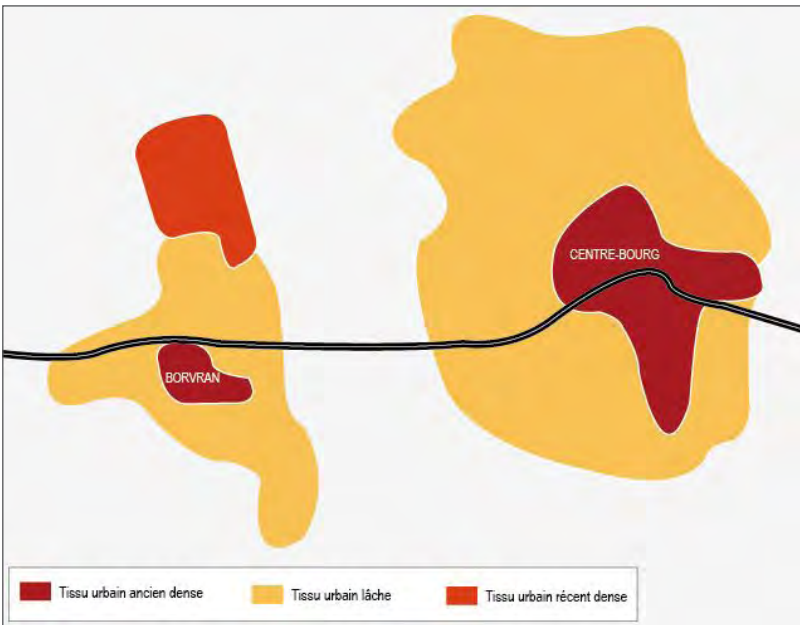 CENTRE-BOURG
BORVRAN
Tissu urbain ancien dense
Tissu urbain lâche
Tissu urbain récent dense